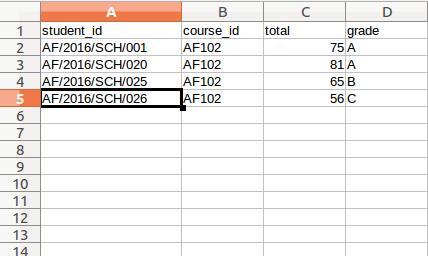 A B C D
1 student_id course_id total grade
2 AF/2016/SCH/001 AF102 75 A
3 AF/2016/SCH/020 AF102 81 A
4 AF/2016/SCH/025 AF102 65 B
5 AF/2016/SCH/026 AF102 56 C
6
7
8
9
10
11
12
13
14